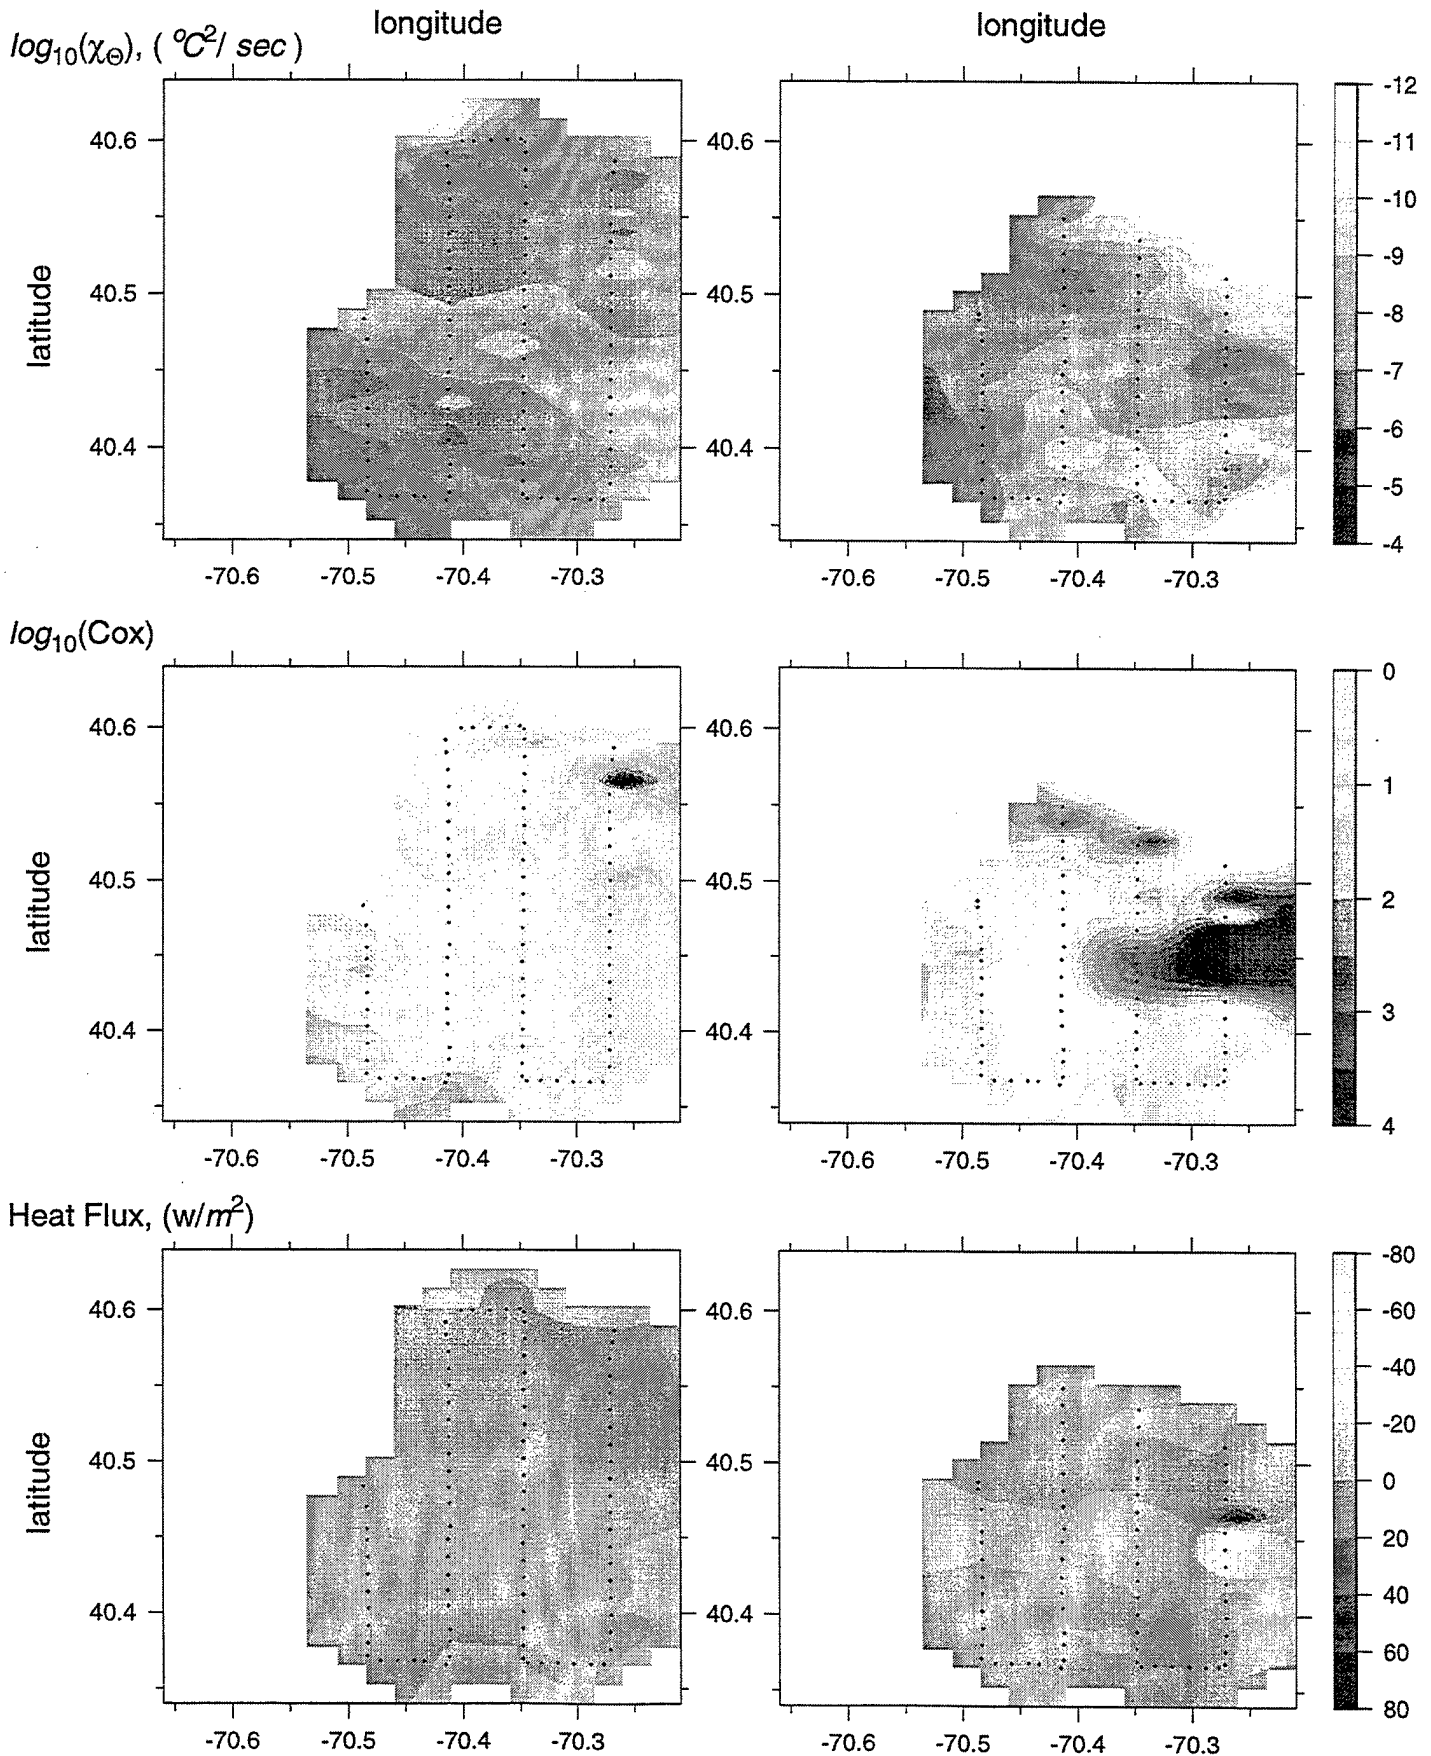 longitude longitude
log10(χΘ), ( °C2/ sec )
-12
40.6 40.6 -11
-10
-9
latitude 40.5 40.5 -8
-7
40.4 40.4 -6
-5
-4
-70.6 -70.5 -70.4 -70.3 -70.6 -70.5 -70.4 -70.3
log10(Cox)
0
40.6 40.6
1
latitude 40.5 40.5 2
3
40.4 40.4
4
-70.6 -70.5 -70.4 -70.3 -70.6 -70.5 -70.4 -70.3
Heat Flux, (w/m2)
-80
40.6 40.6 -60
-40
-20
latitude 40.5 40.5 0
20
40
40.4 40.4 60
80
-70.6 -70.5 -70.4 -70.3 -70.6 -70.5 -70.4 -70.3